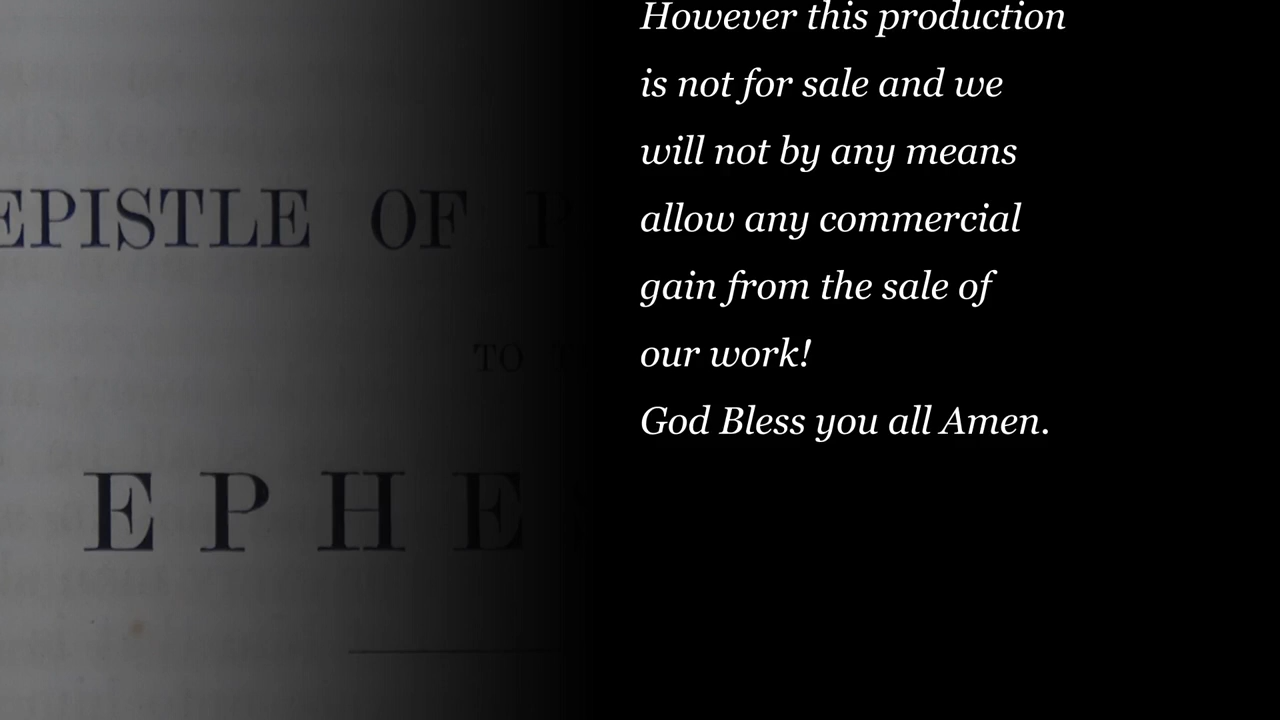 However this production
is not for sale and we
will not by any means
allow any commercial
gain from the sale of
our work!
God Bless you all Amen.
EPISTLE OF P
TO
EPHE